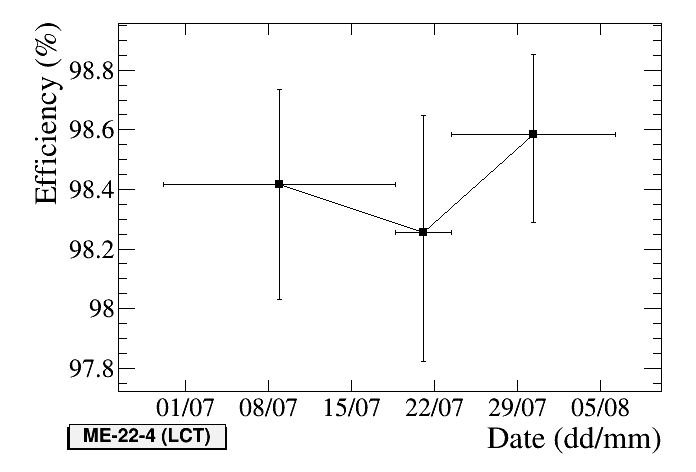 Efficiency (%)
98.8
98.6
98.4
98.2
98
97.8
01/07 08/07 15/07 22/07 29/07 05/08
Date (dd/mm)
ME-22-4 (LCT)